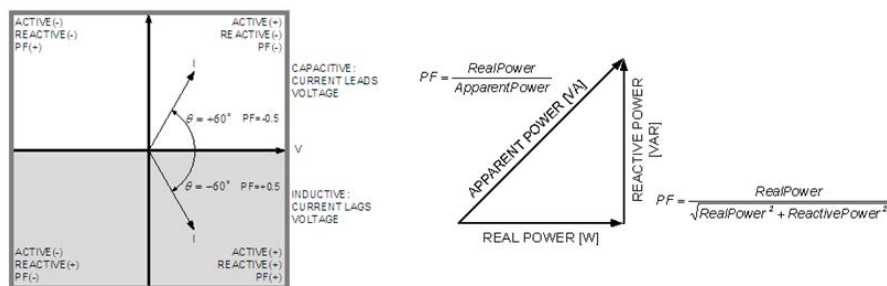 ACTIVE(-)
REACTIVE(-)
PF(+)
ACTIVE(+)
REACTIVE(-)
PF(-)
I
CAPACITIVE:
CURRENT LEADS
VOLTAGE
θ = +60° PF=-0.5
V
θ = -60° PF=+0.5
INDUCTIVE:
CURRENT LAGS
VOLTAGE
I
ACTIVE(-)
REACTIVE(+)
PF(-)
ACTIVE(+)
REACTIVE(+)
PF(+)
PF = RealPower / ApparentPower
APPARENT POWER [VA]
REACTIVE POWER
[VAR]
REAL POWER [W]
PF = RealPower / √RealPower² + ReactivePower²